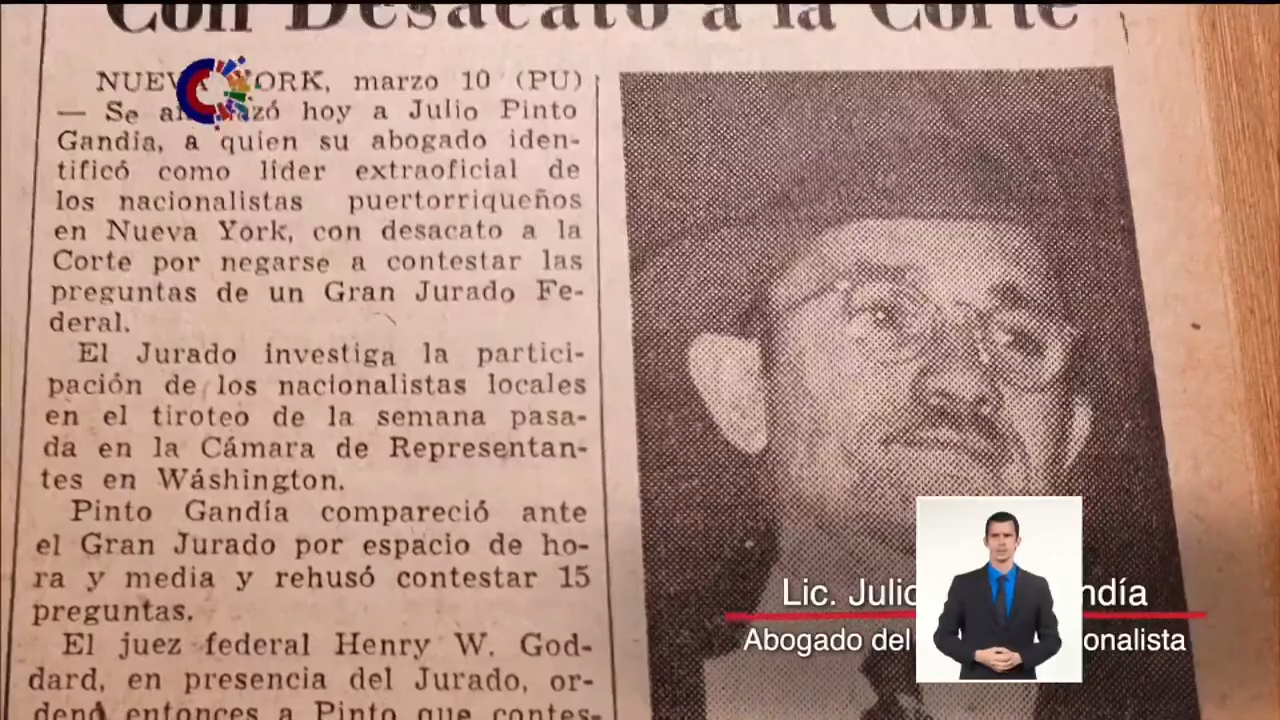 Con Desacato a la Corte
NUEVA YORK, marzo 10 (PU)
— Se a zó hoy a Julio Pinto
Gandía, a quien su abogado iden-
tificó como líder extraoficial de
los nacionalistas puertorriqueños
en Nueva York, con desacato a la
Corte por negarse a contestar las
preguntas de un Gran Jurado Fe-
deral.
El Jurado investiga la partici-
pación de los nacionalistas locales
en el tiroteo de la semana pasa-
da en la Cámara de Representan-
tes en Wáshington.
Pinto Gandía compareció ante
el Gran Jurado por espacio de ho-
ra y media y rehusó contestar 15
preguntas.
El juez federal Henry W. God-
dard, en presencia del Jurado, or-
denó entonces a Pinto que contes-
Lic. Julio ndía
Abogado del onalista